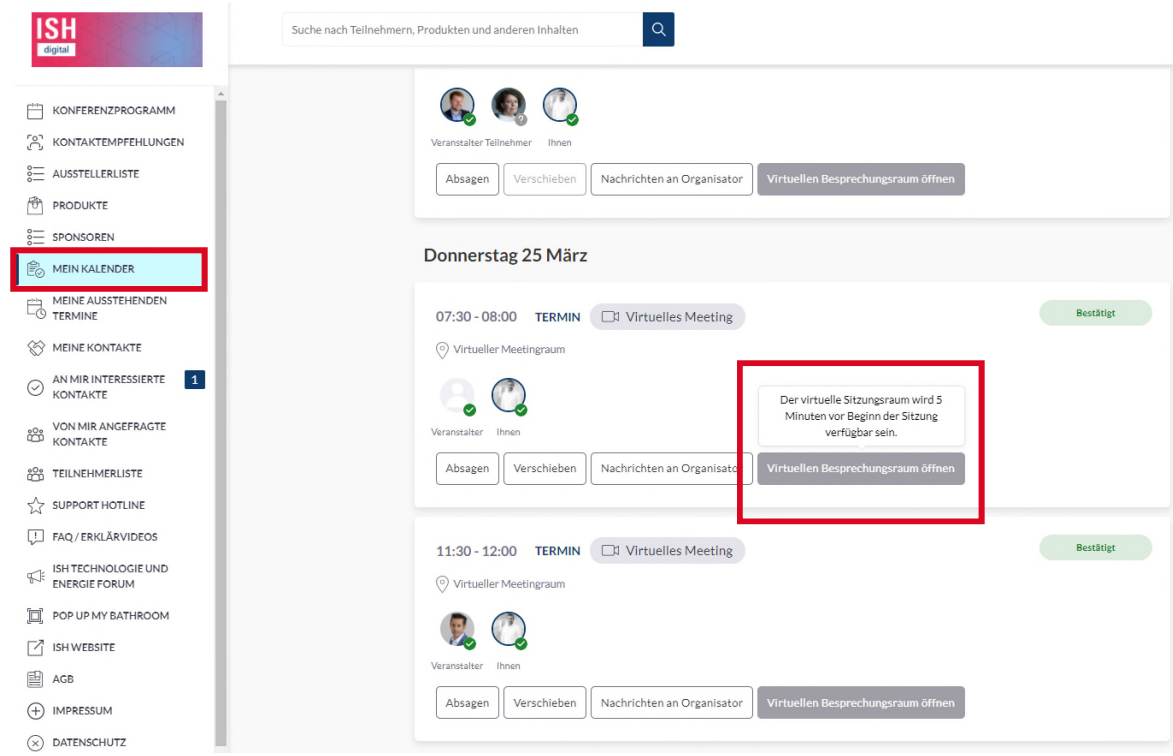 ISH
digital
Suche nach Teilnehmern, Produkten und anderen Inhalten
KONFERENZPROGRAMM
KONTAKTEMPFEHLUNGEN
AUSSTELLERLISTE
PRODUKTE
SPONSOREN
MEIN KALENDER
MEINE AUSSTEHENDEN
TERMINE
MEINE KONTAKTE
AN MIR INTERESSIERTE
KONTAKTE
1
VON MIR ANGEFRAGTE
KONTAKTE
TEILNEHMERLISTE
SUPPORT HOTLINE
FAQ / ERKLÄRVIDEOS
ISH TECHNOLOGIE UND
ENERGIE FORUM
POP UP MY BATHROOM
ISH WEBSITE
AGB
IMPRESSUM
DATENSCHUTZ
?
Veranstalter Teilnehmer Ihnen
Absagen Verschieben Nachrichten an Organisator Virtuellen Besprechungsraum öffnen
Donnerstag 25 März
07:30 - 08:00 TERMIN Virtuelles Meeting Bestätigt
Virtueller Meetingraum
Der virtuelle Sitzungsraum wird 5
Minuten vor Beginn der Sitzung
verfügbar sein.
Veranstalter Ihnen
Absagen Verschieben Nachrichten an Organisator Virtuellen Besprechungsraum öffnen
11:30 - 12:00 TERMIN Virtuelles Meeting Bestätigt
Virtueller Meetingraum
Veranstalter Ihnen
Absagen Verschieben Nachrichten an Organisator Virtuellen Besprechungsraum öffnen